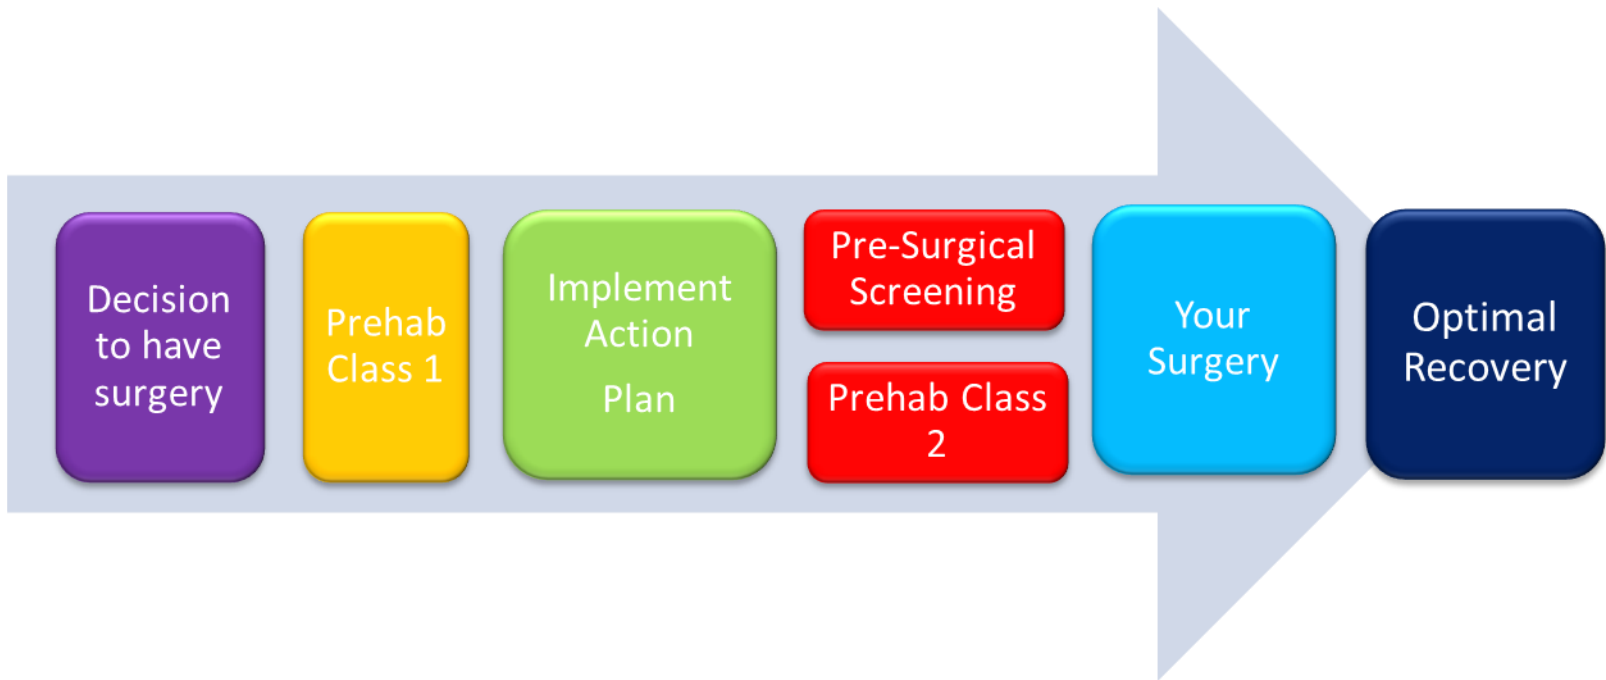 Decision
to have
surgery
Prehab
Class 1
Implement
Action
Plan
Pre-Surgical
Screening
Prehab Class
2
Your
Surgery
Optimal
Recovery